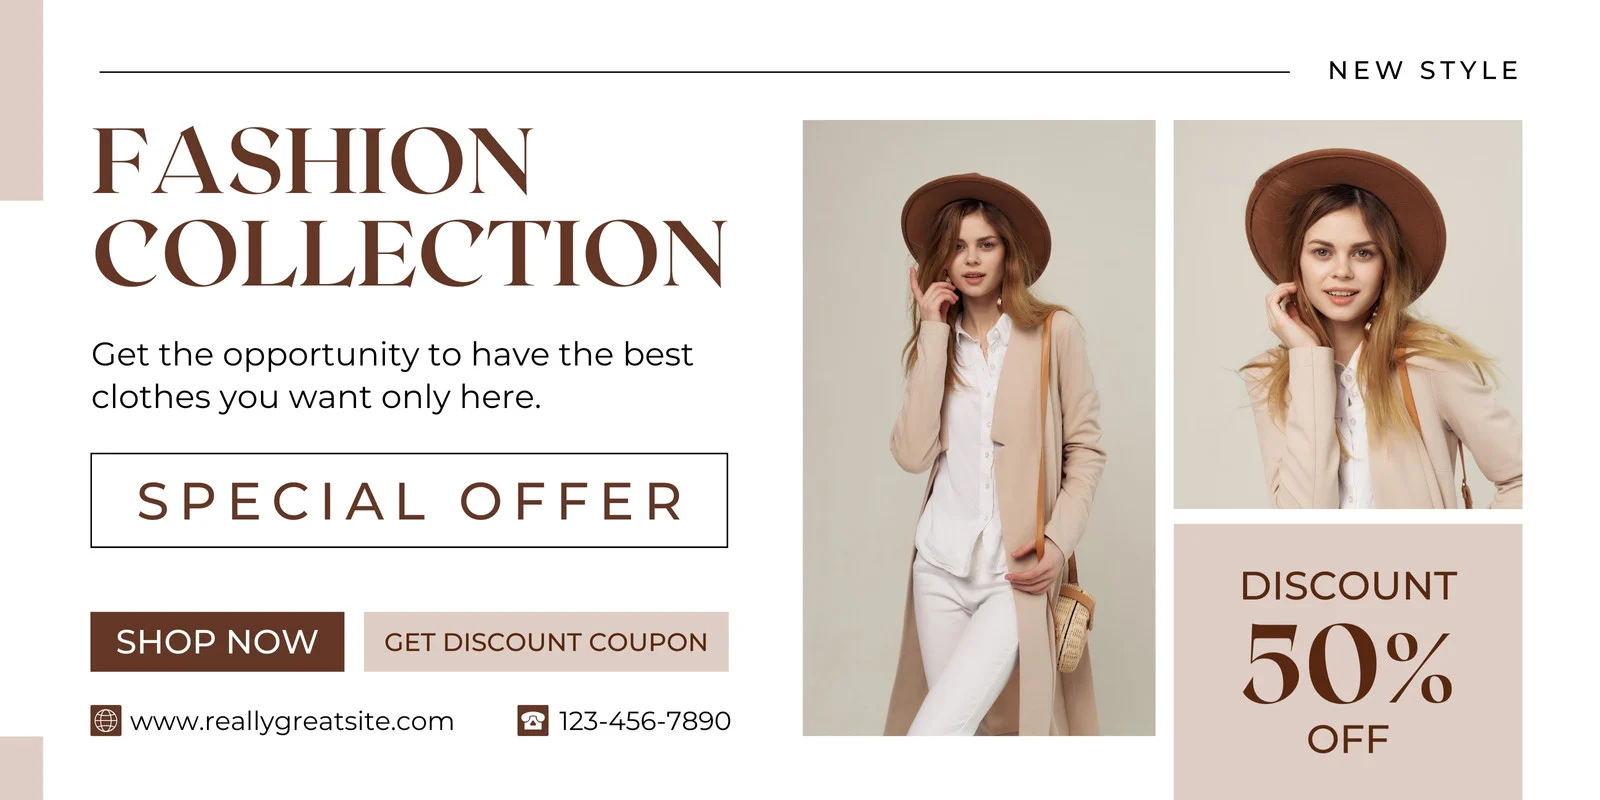 NEW STYLE
FASHION
COLLECTION
Get the opportunity to have the best
clothes you want only here.
SPECIAL OFFER
SHOP NOW
GET DISCOUNT COUPON
www.reallygreatsite.com
123-456-7890
DISCOUNT
50%
OFF